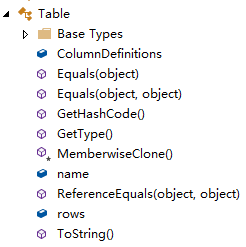 Table
Base Types
ColumnDefinitions
Equals(object)
Equals(object, object)
GetHashCode()
GetType()
MemberwiseClone()
name
ReferenceEquals(object, object)
rows
ToString()